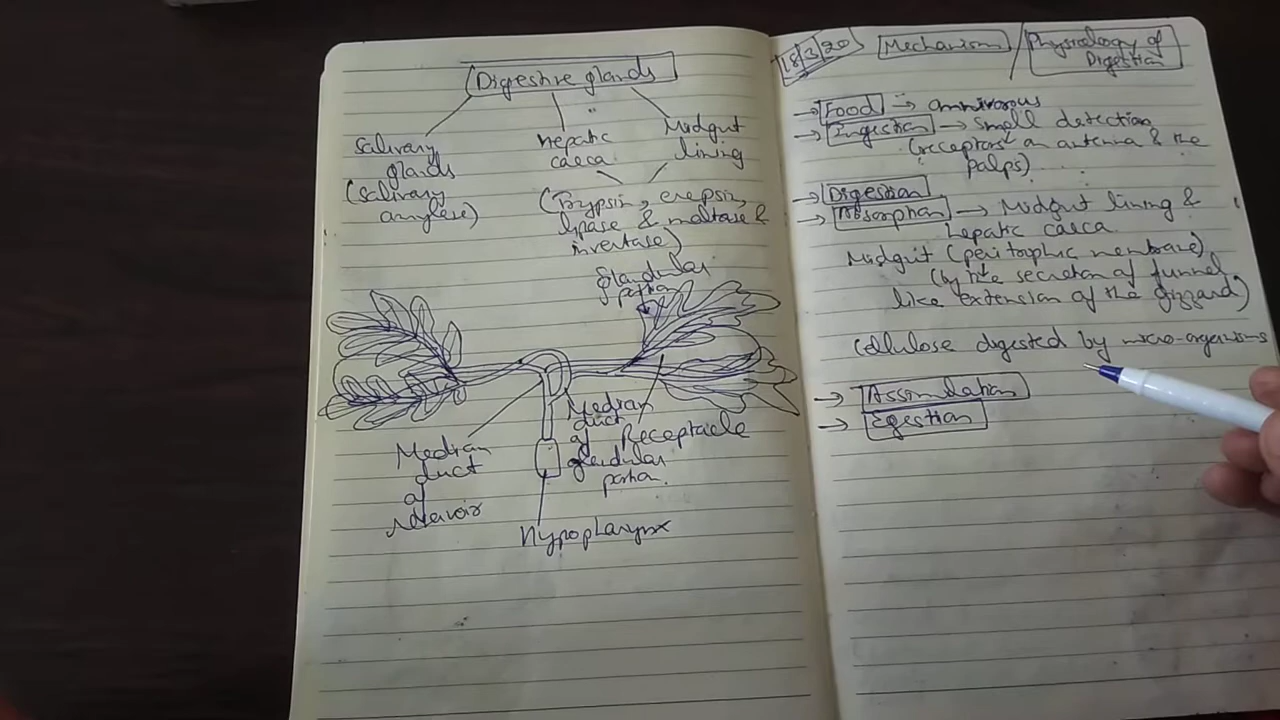 Digestive glands
Salivary
glands
(salivary
amylase)
hepatic
caeca
Midgut
lining
(Trypsin, erepsin,
lipase & maltase &
invertase)
glandular
portion
Median
duct
of
reservoir
Median
duct
of
glandular
portion.
Receptacle
Hypopharynx
18/3/20
Mechanism / Physiology of
Digestion
→ Food → omnivorous
→ Ingestion → Smell detection
(receptors on antenna & the
palps)
→ Digestion
→ Absorption → Midgut lining &
hepatic caeca
Midgut (peritrophic membrane)
(by the secretion of funnel
like extension of the gizzard)
Cellulose digested by micro-organisms
→ Assimilation
→ Egestion